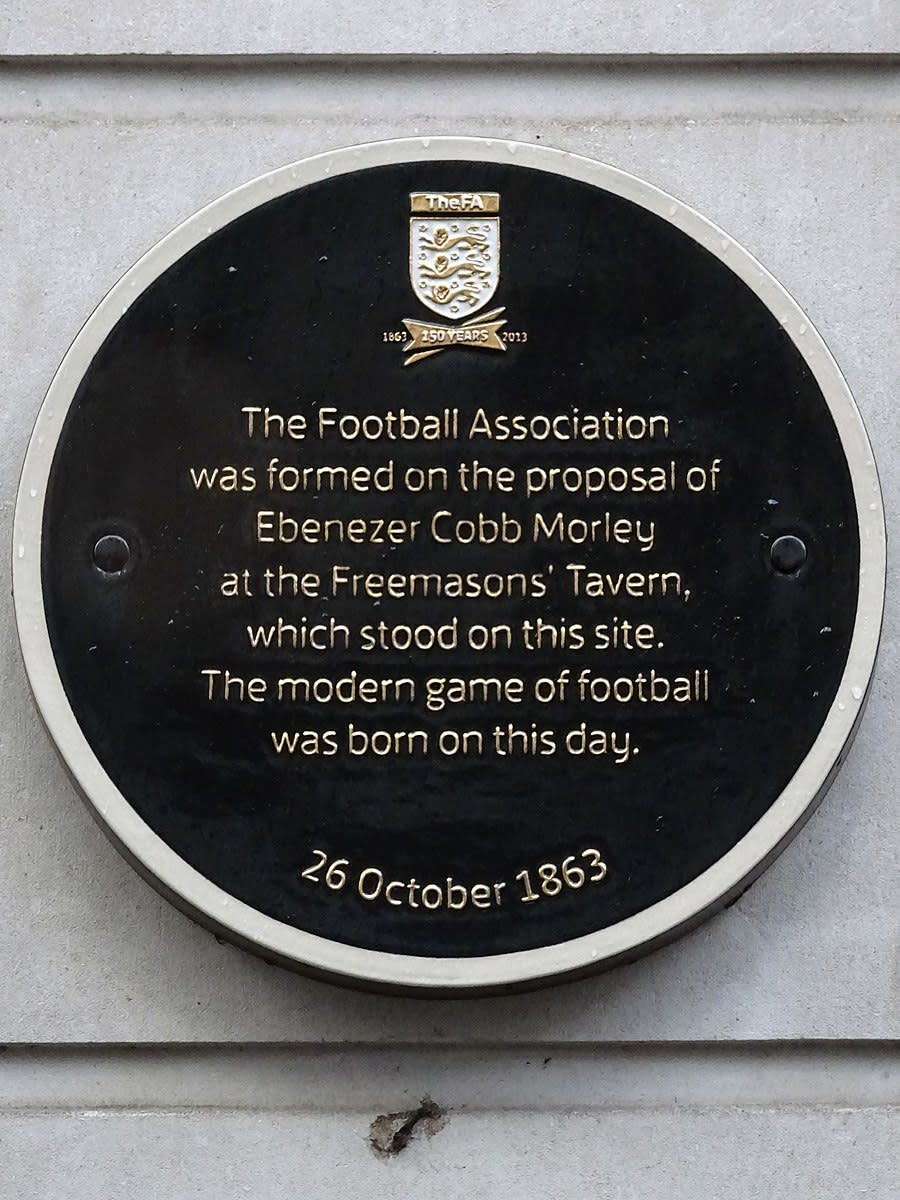 TheFA
1863 150 YEARS 2013
The Football Association
was formed on the proposal of
Ebenezer Cobb Morley
at the Freemasons' Tavern,
which stood on this site.
The modern game of football
was born on this day.
26 October 1863